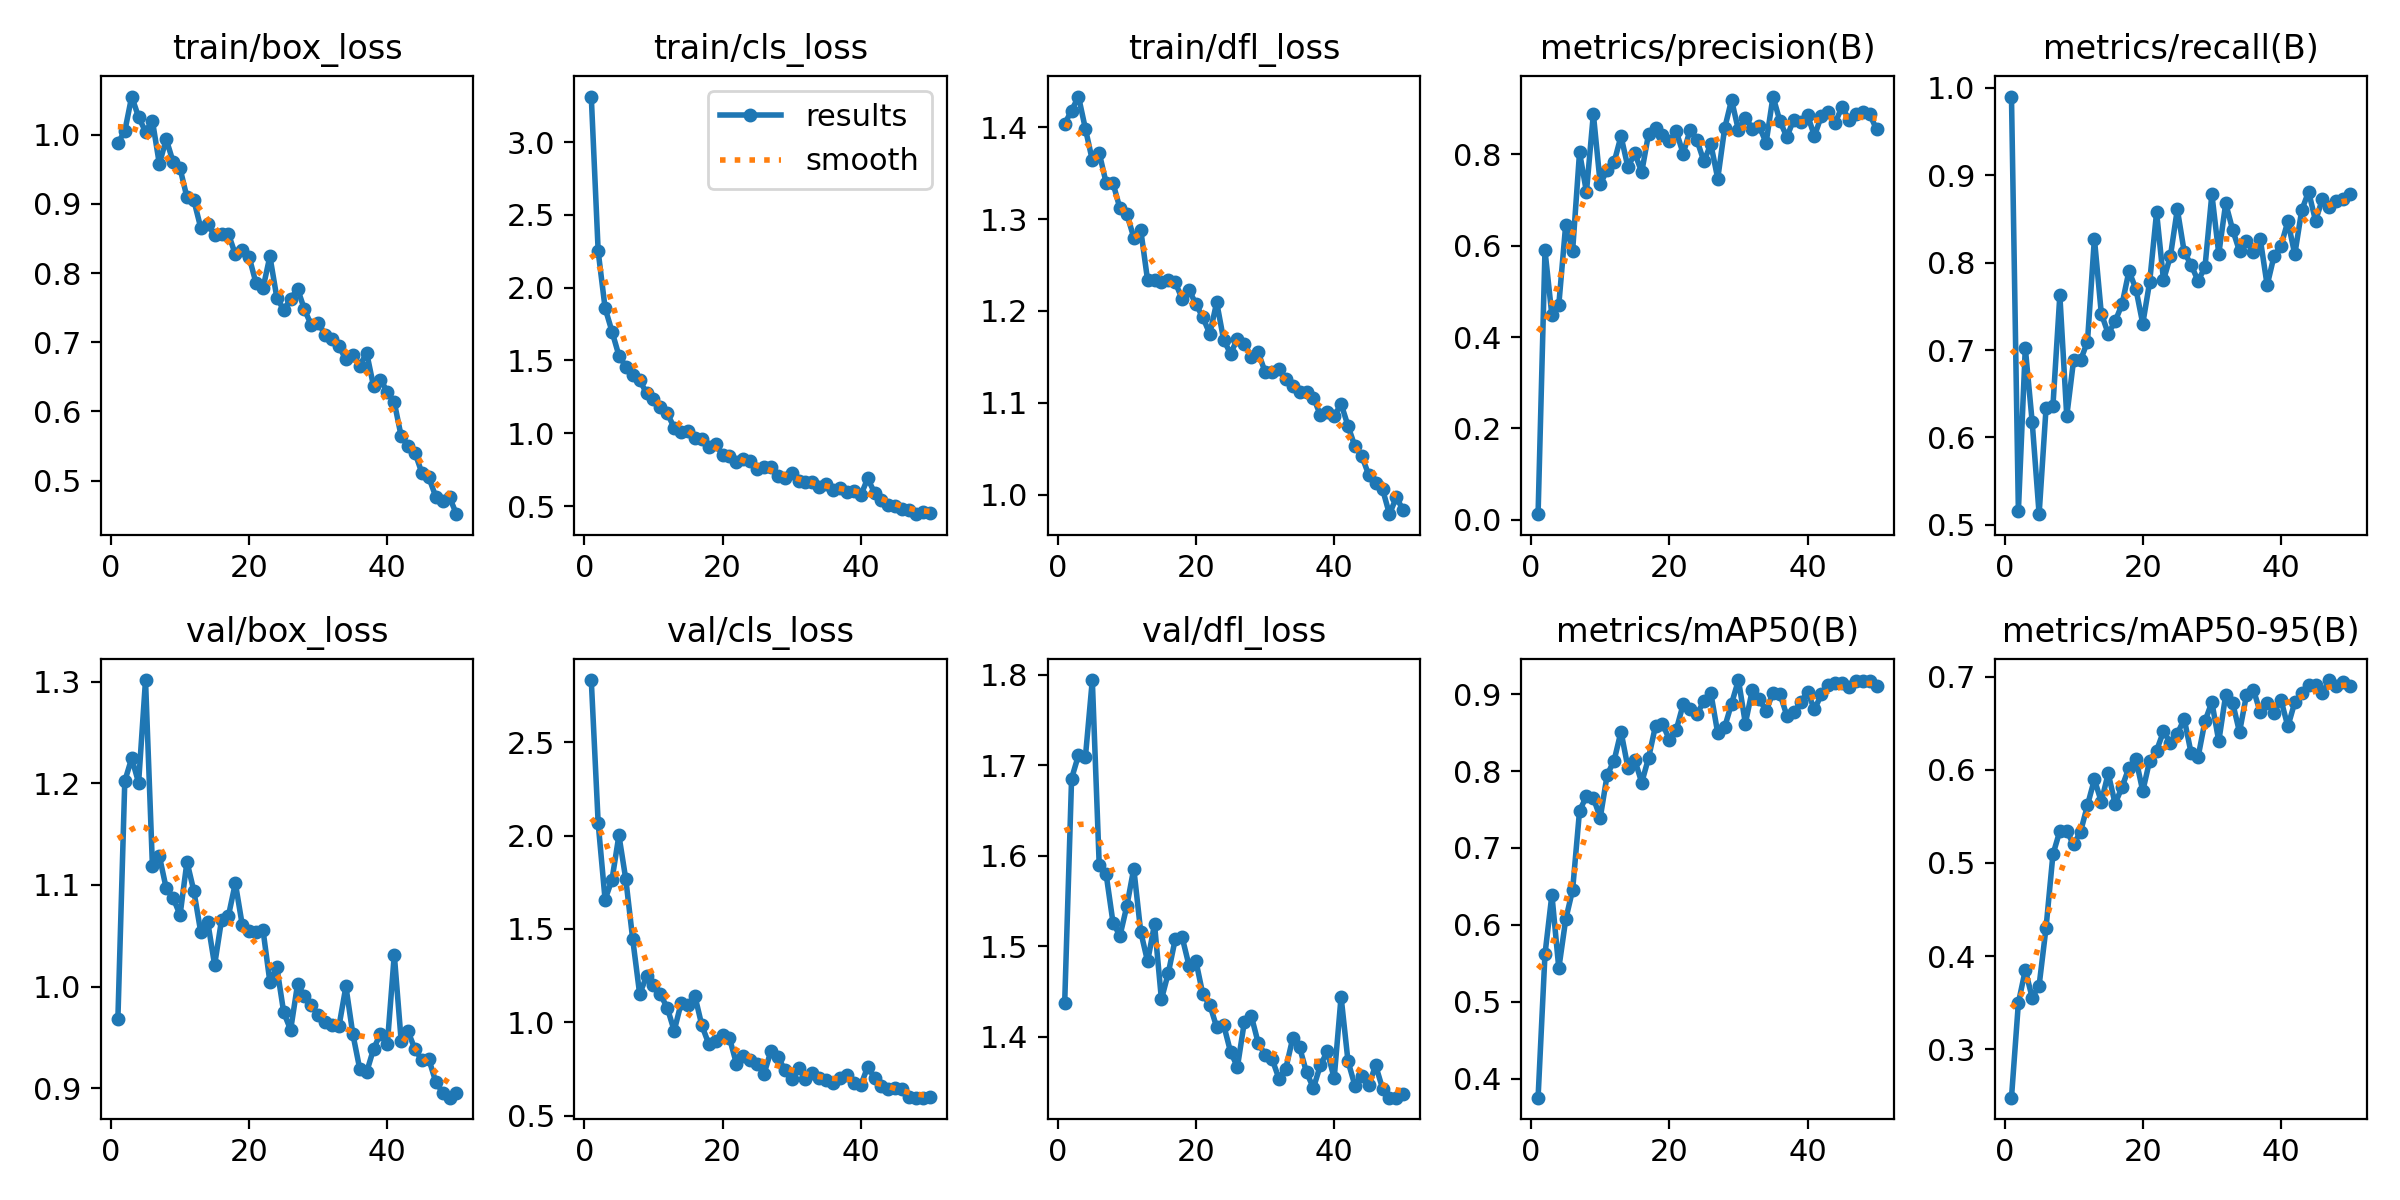 train/box_loss
1.0
0.9
0.8
0.7
0.6
0.5
0 20 40
train/cls_loss
results
smooth
3.0
2.5
2.0
1.5
1.0
0.5
0 20 40
train/dfl_loss
1.4
1.3
1.2
1.1
1.0
0 20 40
metrics/precision(B)
0.8
0.6
0.4
0.2
0.0
0 20 40
metrics/recall(B)
1.0
0.9
0.8
0.7
0.6
0.5
0 20 40
val/box_loss
1.3
1.2
1.1
1.0
0.9
0 20 40
val/cls_loss
2.5
2.0
1.5
1.0
0.5
0 20 40
val/dfl_loss
1.8
1.7
1.6
1.5
1.4
0 20 40
metrics/mAP50(B)
0.9
0.8
0.7
0.6
0.5
0.4
0 20 40
metrics/mAP50-95(B)
0.7
0.6
0.5
0.4
0.3
0 20 40